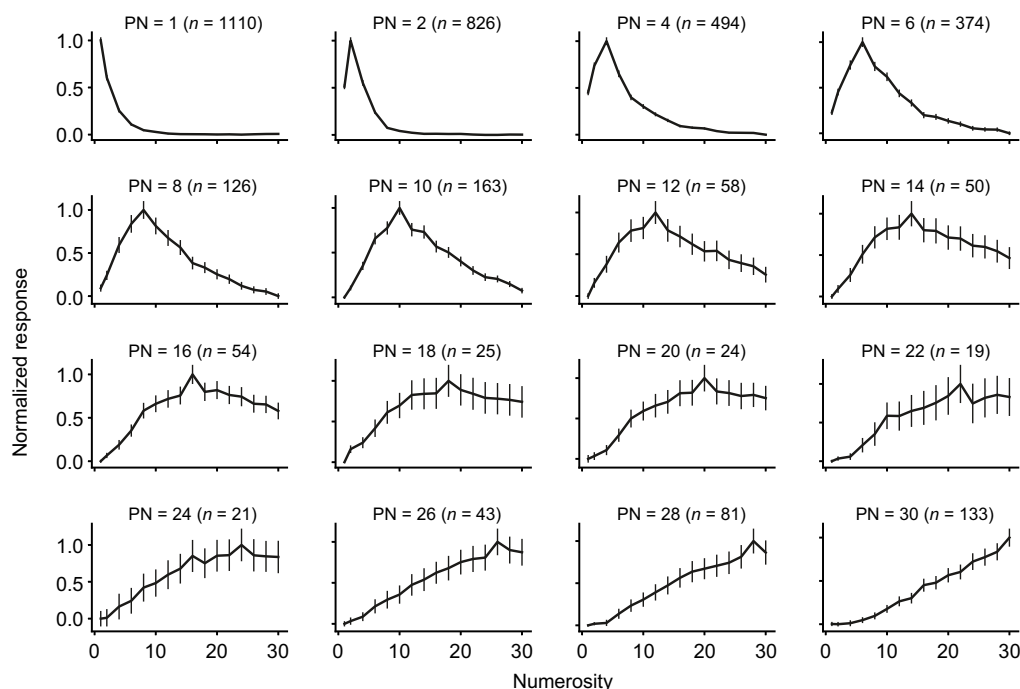 PN = 1 (n = 1110) PN = 2 (n = 826) PN = 4 (n = 494) PN = 6 (n = 374)
1.0
0.5
0.0
PN = 8 (n = 126) PN = 10 (n = 163) PN = 12 (n = 58) PN = 14 (n = 50)
1.0
0.5
0.0
Normalized response
PN = 16 (n = 54) PN = 18 (n = 25) PN = 20 (n = 24) PN = 22 (n = 19)
1.0
0.5
0.0
PN = 24 (n = 21) PN = 26 (n = 43) PN = 28 (n = 81) PN = 30 (n = 133)
1.0
0.5
0.0
0 10 20 30 0 10 20 30 0 10 20 30 0 10 20 30
Numerosity